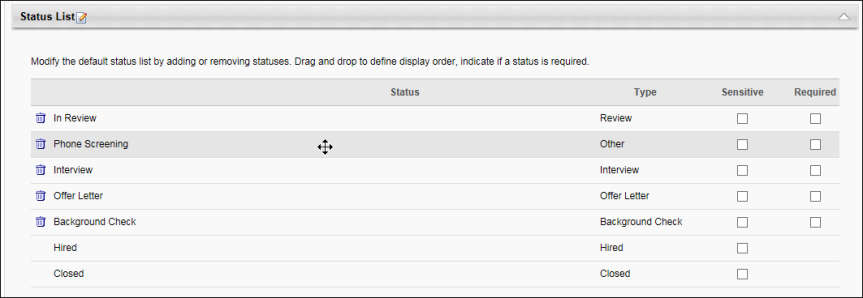 Status List
Modify the default status list by adding or removing statuses. Drag and drop to define display order, indicate if a status is required.
Status Type Sensitive Required
In Review Review
Phone Screening Other
Interview Interview
Offer Letter Offer Letter
Background Check Background Check
Hired Hired
Closed Closed